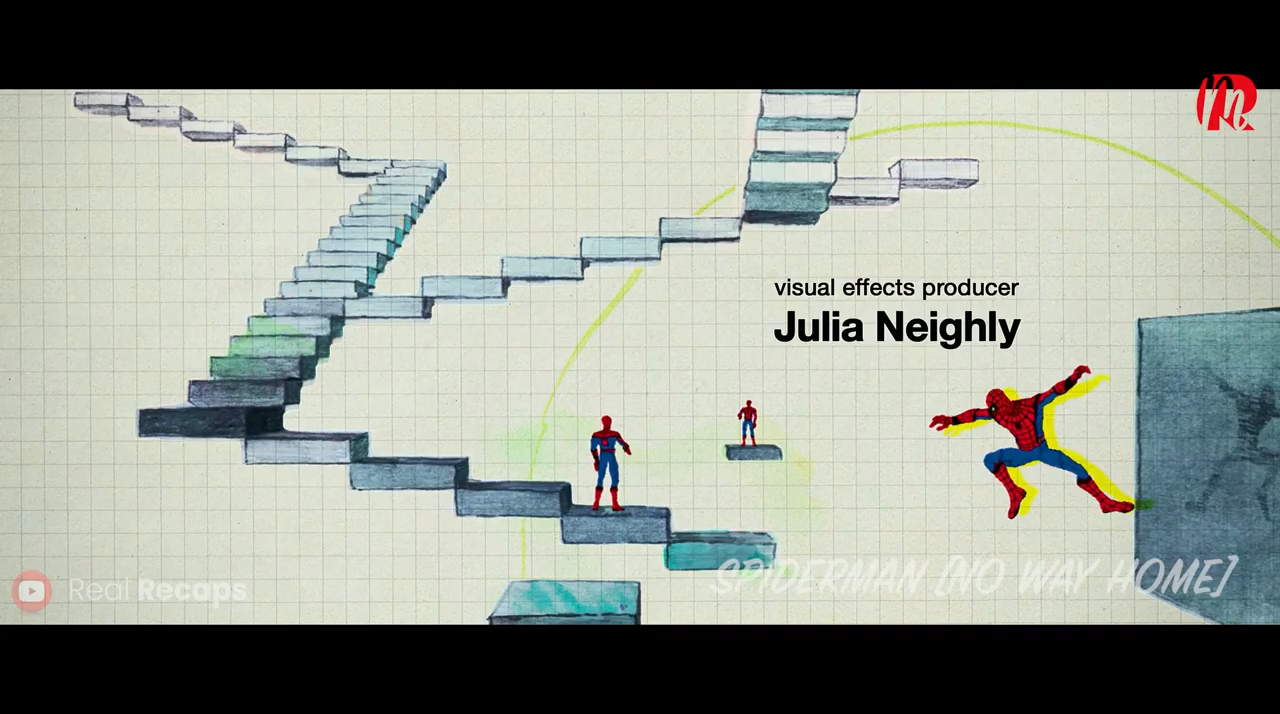 visual effects producer
Julia Neighly
SPIDERMAN [NO WAY HOME]
Real Recaps